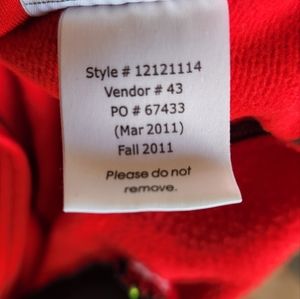 Style # 12121114
Vendor # 43
PO # 67433
(Mar 2011)
Fall 2011
Please do not
remove.